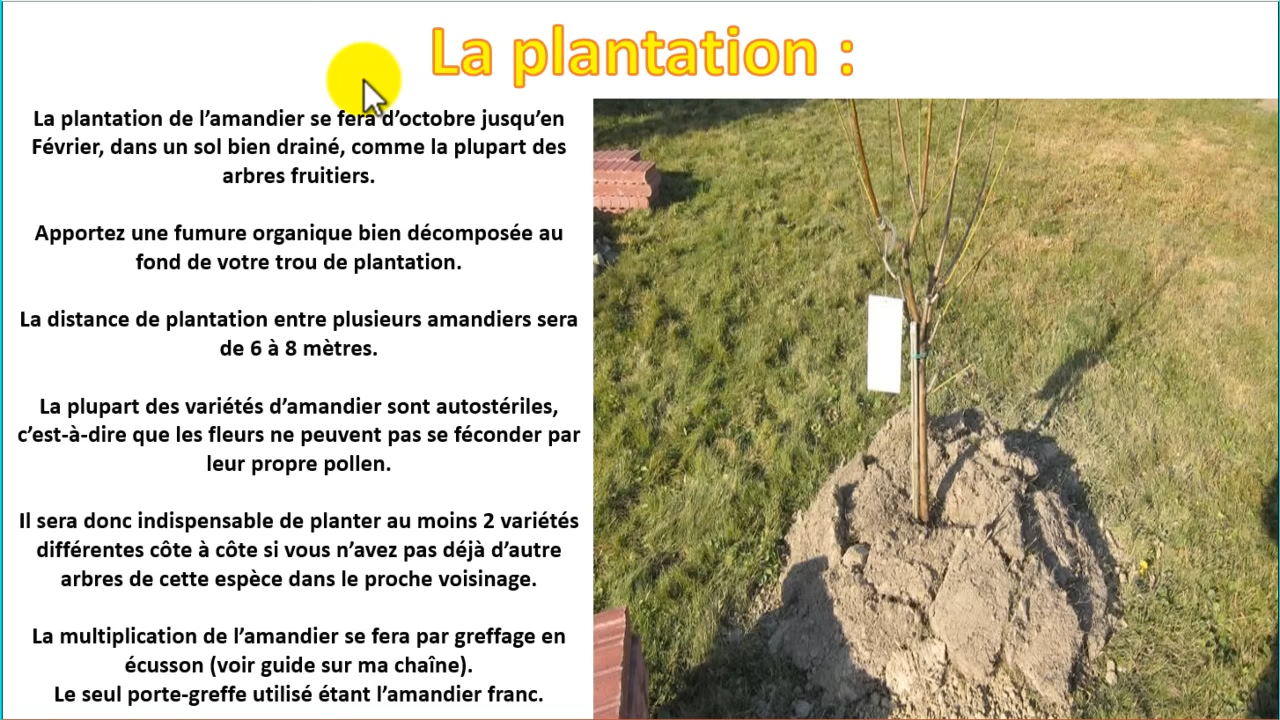 La plantation :
La plantation de l’amandier se fera d’octobre jusqu’en
Février, dans un sol bien drainé, comme la plupart des
arbres fruitiers.
Apportez une fumure organique bien décomposée au
fond de votre trou de plantation.
La distance de plantation entre plusieurs amandiers sera
de 6 à 8 mètres.
La plupart des variétés d’amandier sont autostériles,
c’est-à-dire que les fleurs ne peuvent pas se féconder par
leur propre pollen.
Il sera donc indispensable de planter au moins 2 variétés
différentes côte à côte si vous n’avez pas déjà d’autre
arbres de cette espèce dans le proche voisinage.
La multiplication de l’amandier se fera par greffage en
écusson (voir guide sur ma chaîne).
Le seul porte-greffe utilisé étant l’amandier franc.